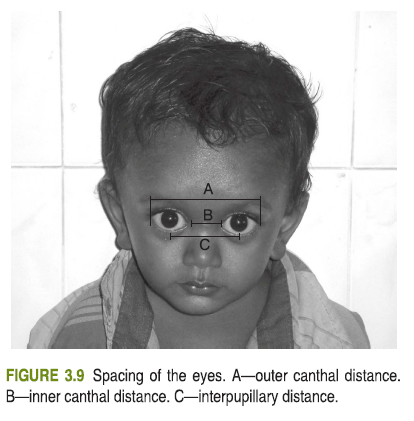 A
B
C
FIGURE 3.9 Spacing of the eyes. A—outer canthal distance.
B—inner canthal distance. C—interpupillary distance.